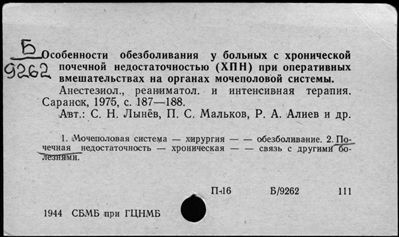 Б
9262
Особенности обезболивания у больных с хронической
почечной недостаточностью (ХПН) при оперативных
вмешательствах на органах мочеполовой системы.
Анестезиол., реаниматол. и интенсивная терапия.
Саранск, 1975, с. 187—188.
Авт.: С. Н. Лынёв, П. С. Мальков, Р. А. Алиев и др.
1. Мочеполовая система — хирургия — — обезболивание. 2. По-
чечная недостаточность — хроническая — — связь с другими бо-
лезнями.
П-16 Б/9262 111
1944 СБМБ при ГЦНМБ